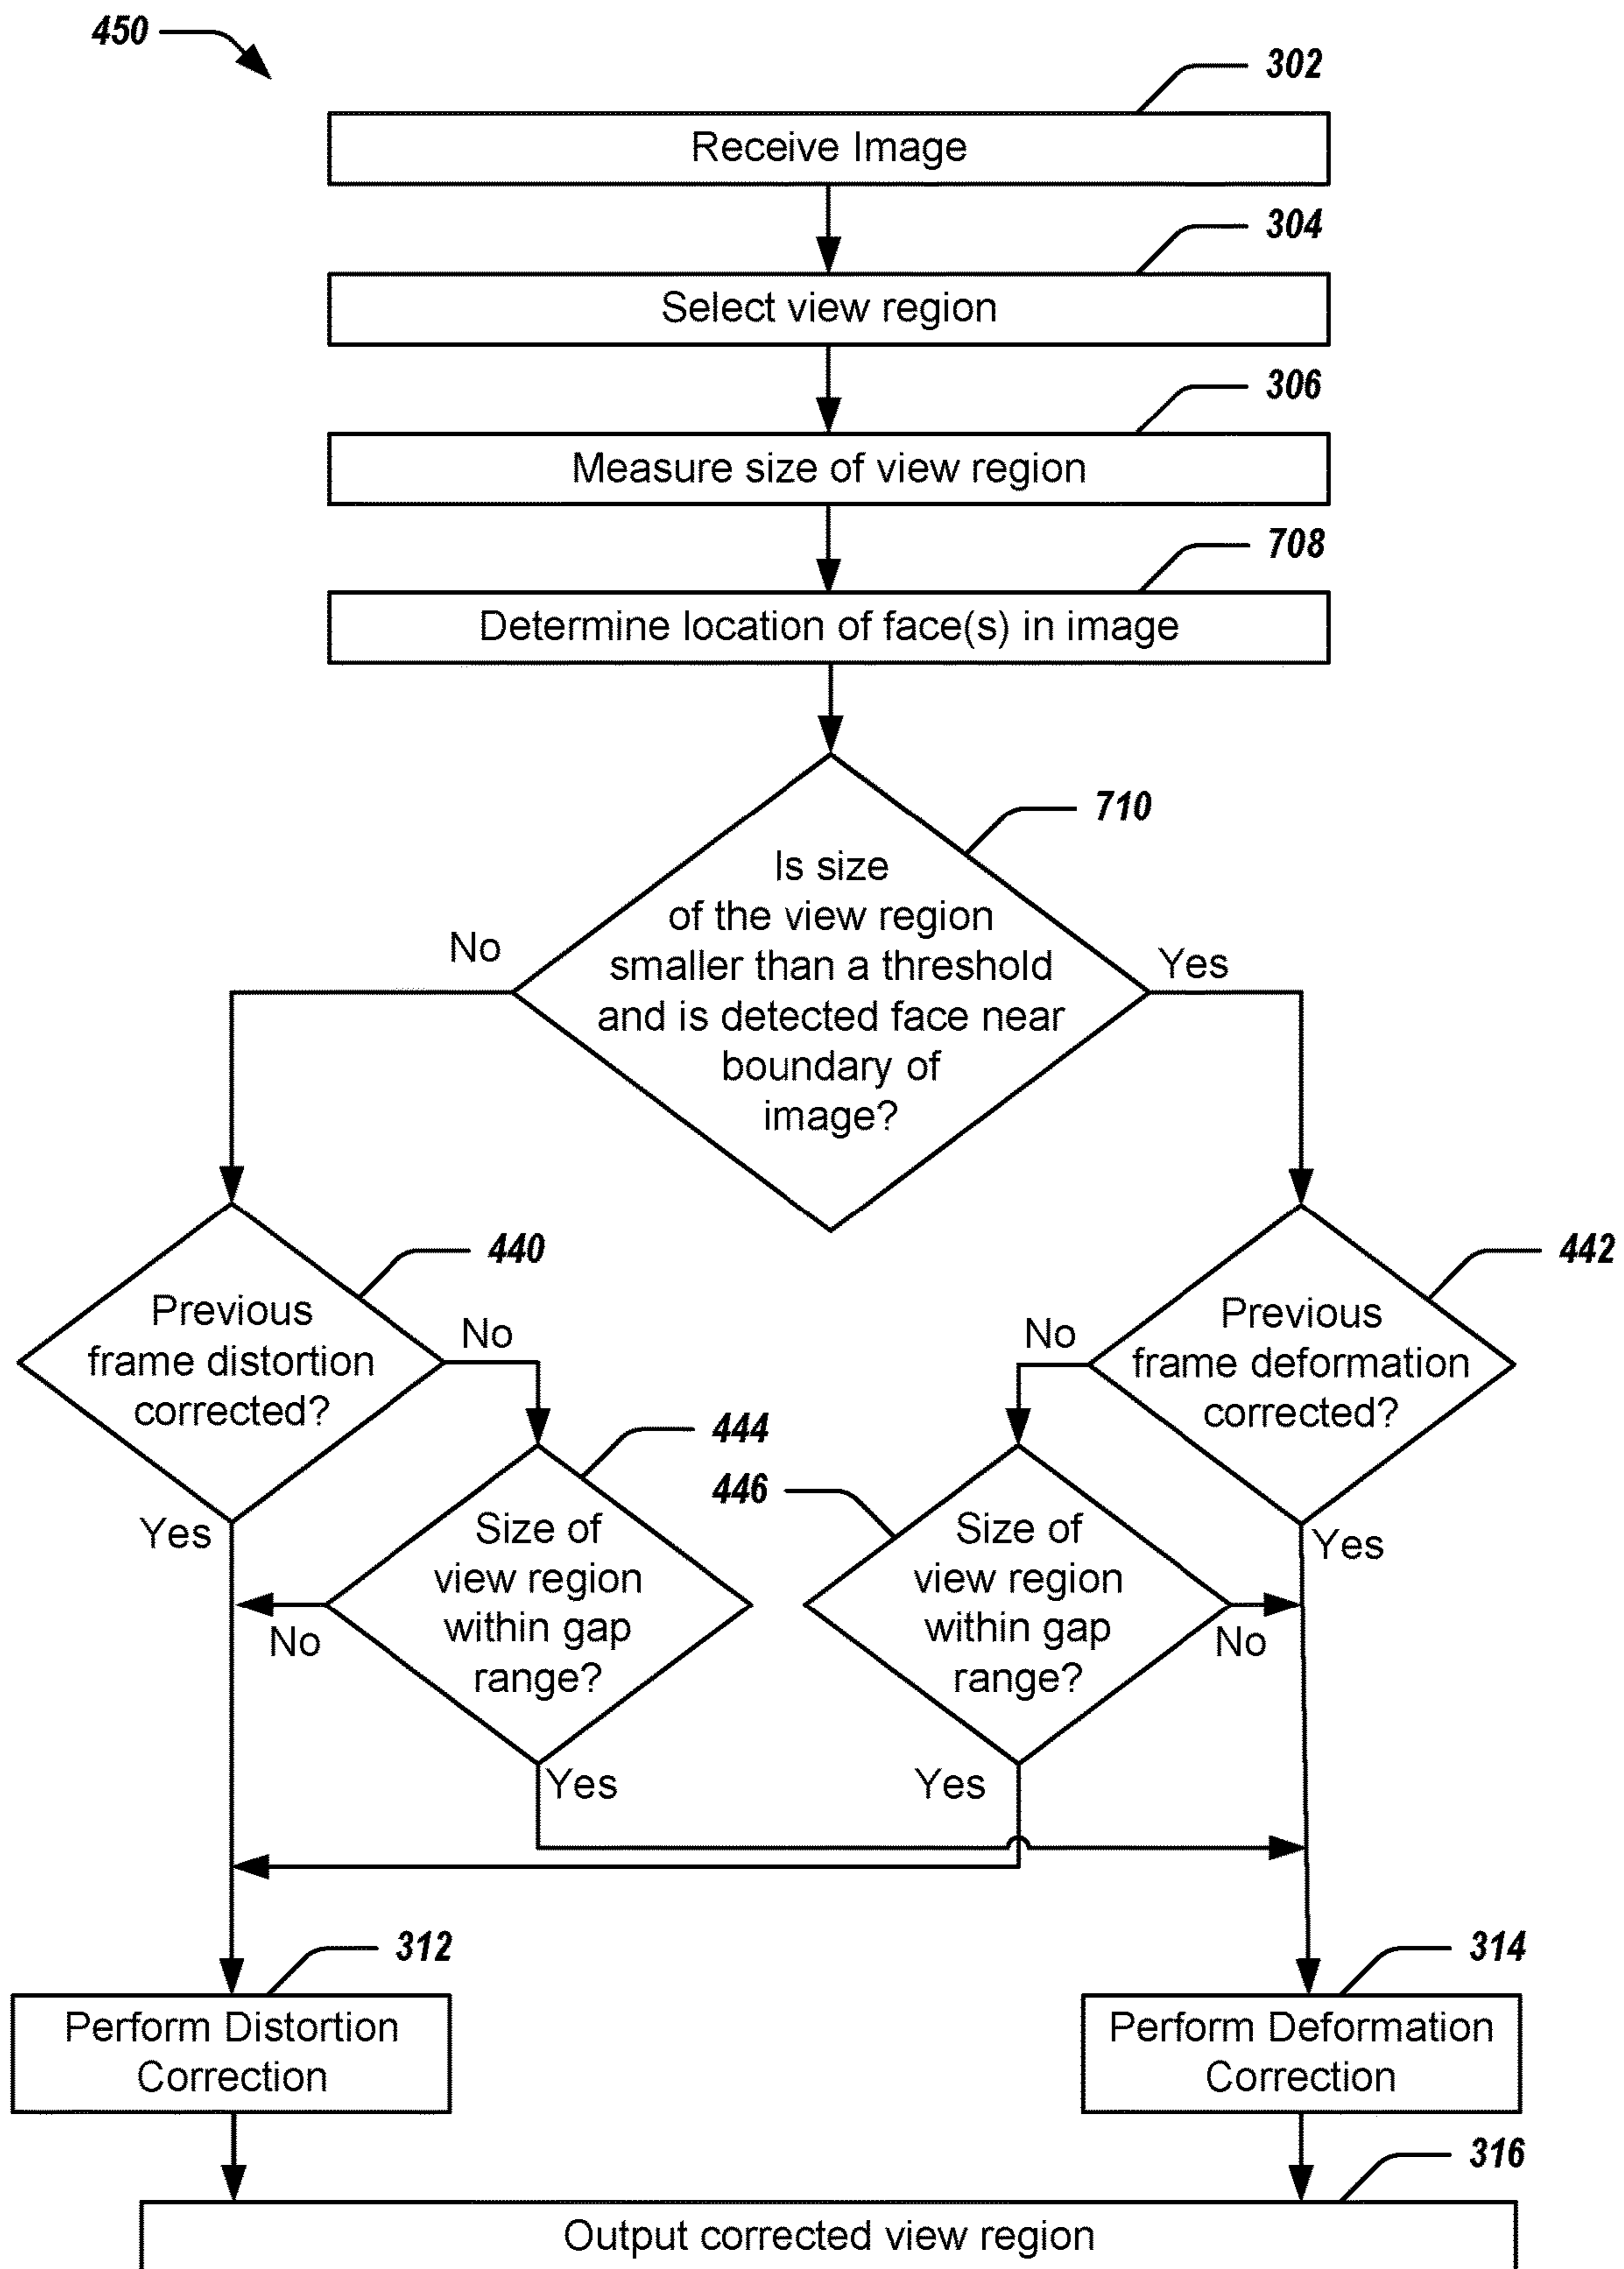 450
302
Receive Image
304
Select view region
306
Measure size of view region
708
Determine location of face(s) in image
710
Is size
of the view region
smaller than a threshold
and is detected face near
boundary of
image?
No
Yes
440
Previous
frame distortion
corrected?
No
Yes
442
Previous
frame deformation
corrected?
No
Yes
444
Size of
view region
within gap
range?
No
Yes
446
Size of
view region
within gap
range?
No
Yes
312
Perform Distortion
Correction
314
Perform Deformation
Correction
316
Output corrected view region